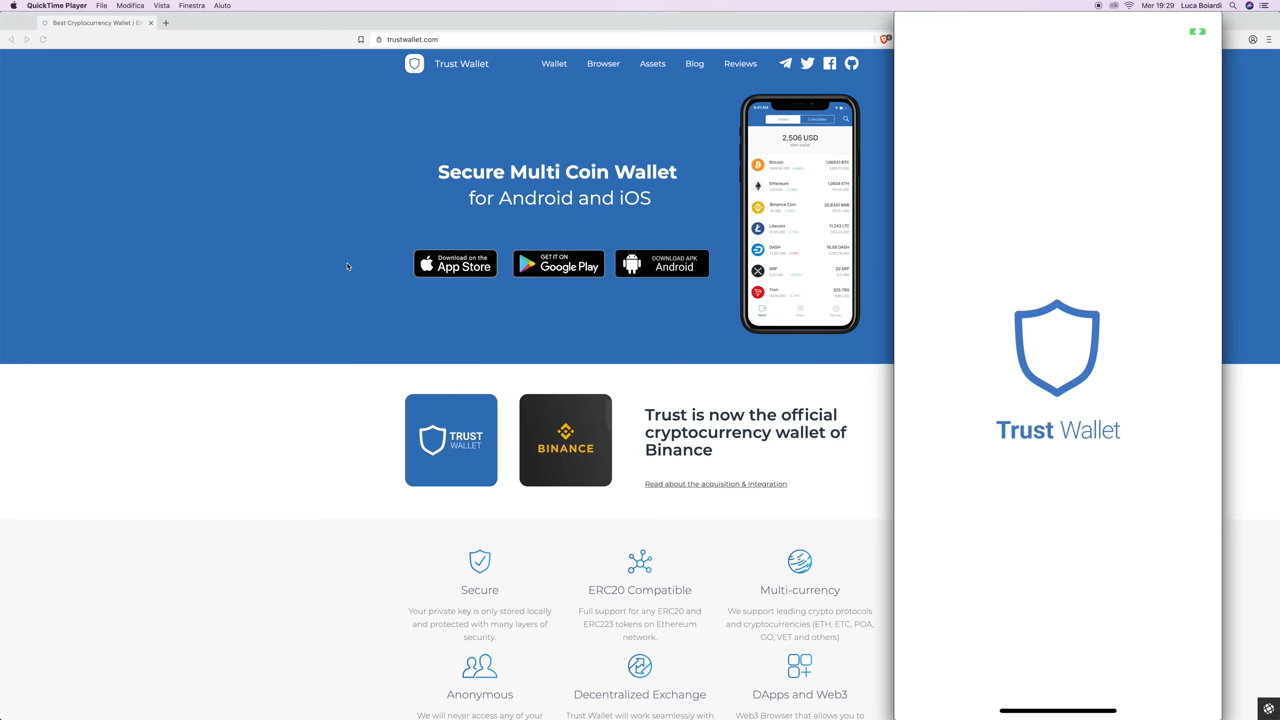 QuickTime Player File Modifica Vista Finestra Aiuto
Mer 19:29 Luca Boiardi
Best Cryptocurrency Wallet | E
trustwallet.com
Trust Wallet
Wallet Browser Assets Blog Reviews
Secure Multi Coin Wallet
for Android and iOS
Download on the
App Store
GET IT ON
Google Play
DOWNLOAD APK
Android
Tokens Collectibles
2,506 USD
Bitcoin
Ethereum
Binance Coin
Litecoin
DASH
XRP 20 XRP
Tron 325 TRX
TRUST
WALLET
BINANCE
Trust is now the official
cryptocurrency wallet of
Binance
Read about the acquisition & integration
Secure
Your private key is only stored locally
and protected with many layers of
security.
ERC20 Compatible
Full support for any ERC20 and
ERC223 tokens on Ethereum
network.
Multi-currency
We support leading crypto protocols
and cryptocurrencies (ETH, ETC, POA,
GO, VET and others)
Anonymous
We will never access any of your
Decentralized Exchange
Trust Wallet will work seamlessly with
DApps and Web3
Web3 Browser that allows you to
Trust Wallet